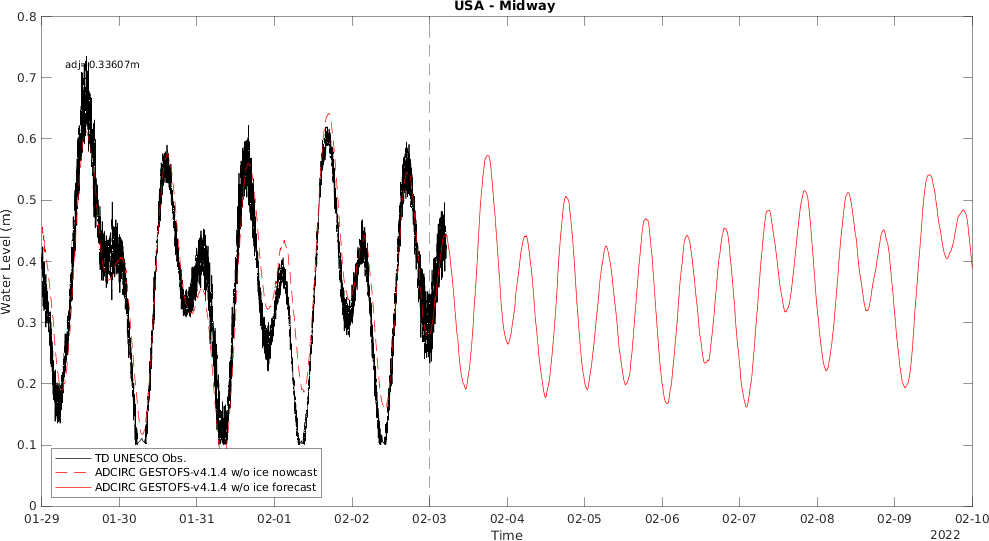 USA - Midway
adj=0.33607m
Water Level (m)
0.8
0.7
0.6
0.5
0.4
0.3
0.2
0.1
0
TD UNESCO Obs.
ADCIRC GESTOFS-v4.1.4 w/o ice nowcast
ADCIRC GESTOFS-v4.1.4 w/o ice forecast
01-29 01-30 01-31 02-01 02-02 02-03 02-04 02-05 02-06 02-07 02-08 02-09 02-10
Time
2022